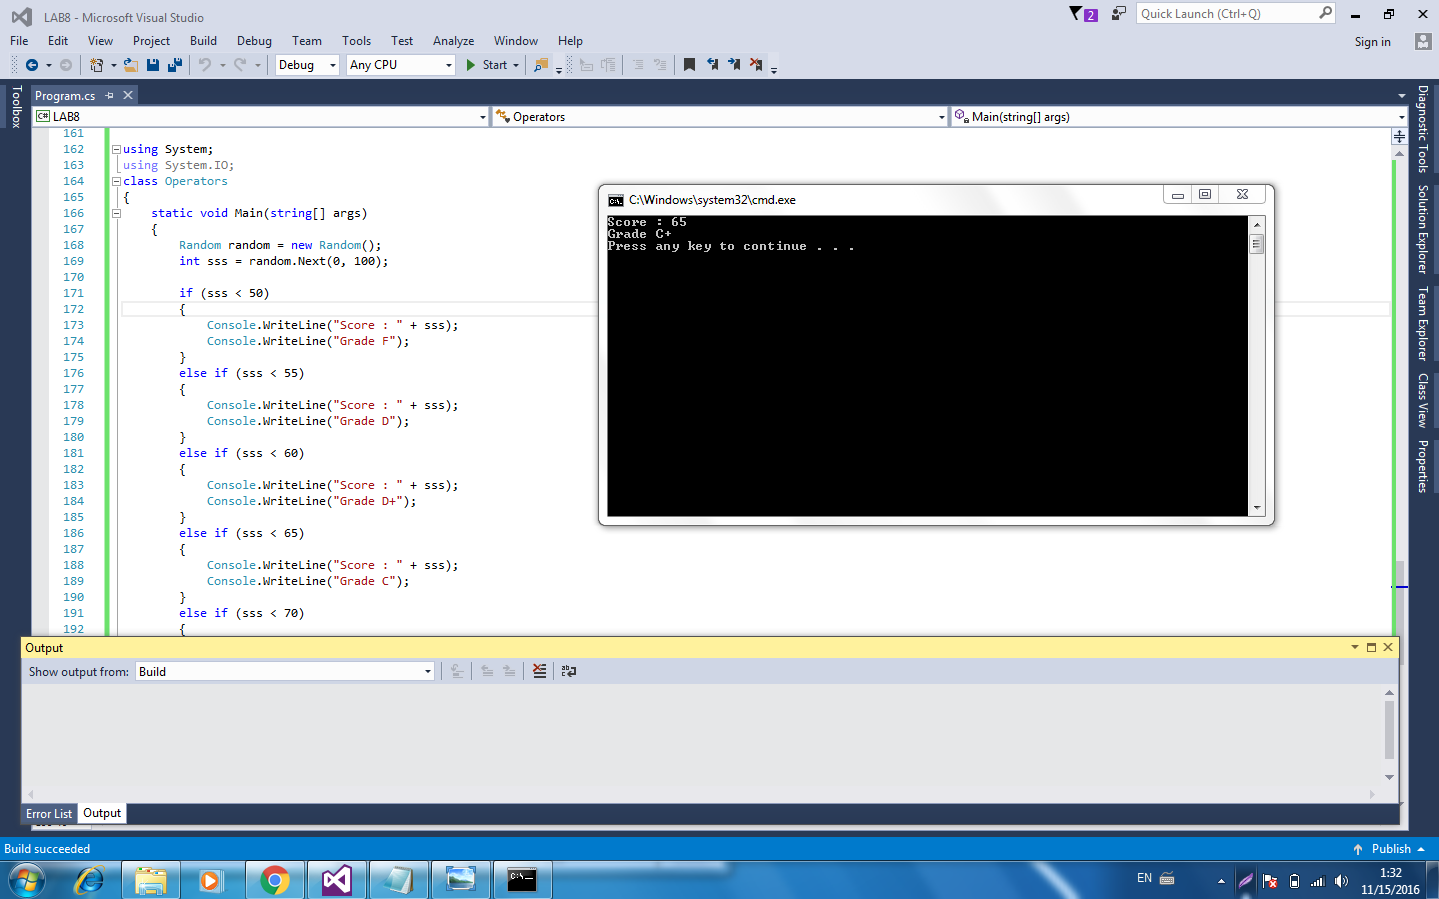 LAB8 - Microsoft Visual Studio
2
Quick Launch (Ctrl+Q)
File Edit View Project Build Debug Team Tools Test Analyze Window Help
Sign in
Debug Any CPU Start
Toolbox
Program.cs
C# LAB8 Operators Main(string[] args)
161
162 using System;
163 using System.IO;
164 class Operators
165 {
166 static void Main(string[] args)
167 {
168 Random random = new Random();
169 int sss = random.Next(0, 100);
170
171 if (sss < 50)
172 {
173 Console.WriteLine("Score : " + sss);
174 Console.WriteLine("Grade F");
175 }
176 else if (sss < 55)
177 {
178 Console.WriteLine("Score : " + sss);
179 Console.WriteLine("Grade D");
180 }
181 else if (sss < 60)
182 {
183 Console.WriteLine("Score : " + sss);
184 Console.WriteLine("Grade D+");
185 }
186 else if (sss < 65)
187 {
188 Console.WriteLine("Score : " + sss);
189 Console.WriteLine("Grade C");
190 }
191 else if (sss < 70)
192 {
C:\Windows\system32\cmd.exe
Score : 65
Grade C+
Press any key to continue . . .
Diagnostic Tools
Solution Explorer
Team Explorer
Class View
Properties
Output
Show output from: Build
Error List Output
Build succeeded
Publish
EN
1:32
11/15/2016